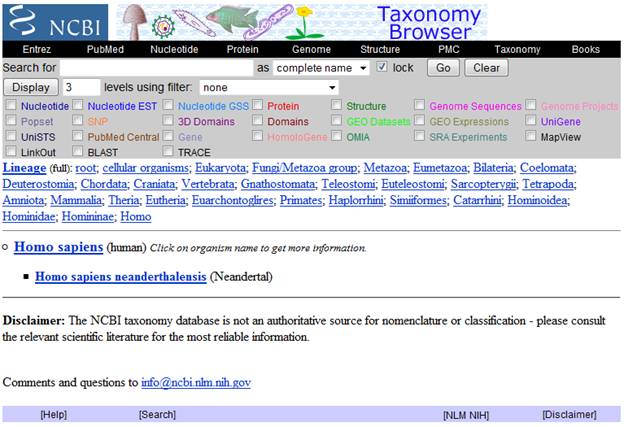 NCBI Taxonomy Browser
Entrez PubMed Nucleotide Protein Genome Structure PMC Taxonomy Books
Search for as complete name lock Go Clear
Display 3 levels using filter: none
Nucleotide Nucleotide EST Nucleotide GSS Protein Structure Genome Sequences Genome Projects
Popset SNP 3D Domains Domains GEO Datasets GEO Expressions UniGene
UniSTS PubMed Central Gene HomoloGene OMIA SRA Experiments MapView
LinkOut BLAST TRACE
Lineage (full): root; cellular organisms; Eukaryota; Fungi/Metazoa group; Metazoa; Eumetazoa; Bilateria; Coelomata;
Deuterostomia; Chordata; Craniata; Vertebrata; Gnathostomata; Teleostomi; Euteleostomi; Sarcopterygii; Tetrapoda;
Amniota; Mammalia; Theria; Eutheria; Euarchontoglires; Primates; Haplorrhini; Simiiformes; Catarrhini; Hominoidea;
Hominidae; Homininae; Homo
Homo sapiens (human) Click on organism name to get more information.
Homo sapiens neanderthalensis (Neandertal)
Disclaimer: The NCBI taxonomy database is not an authoritative source for nomenclature or classification - please consult
the relevant scientific literature for the most reliable information.
Comments and questions to info@ncbi.nlm.nih.gov
[Help] [Search] [NLM NIH] [Disclaimer]